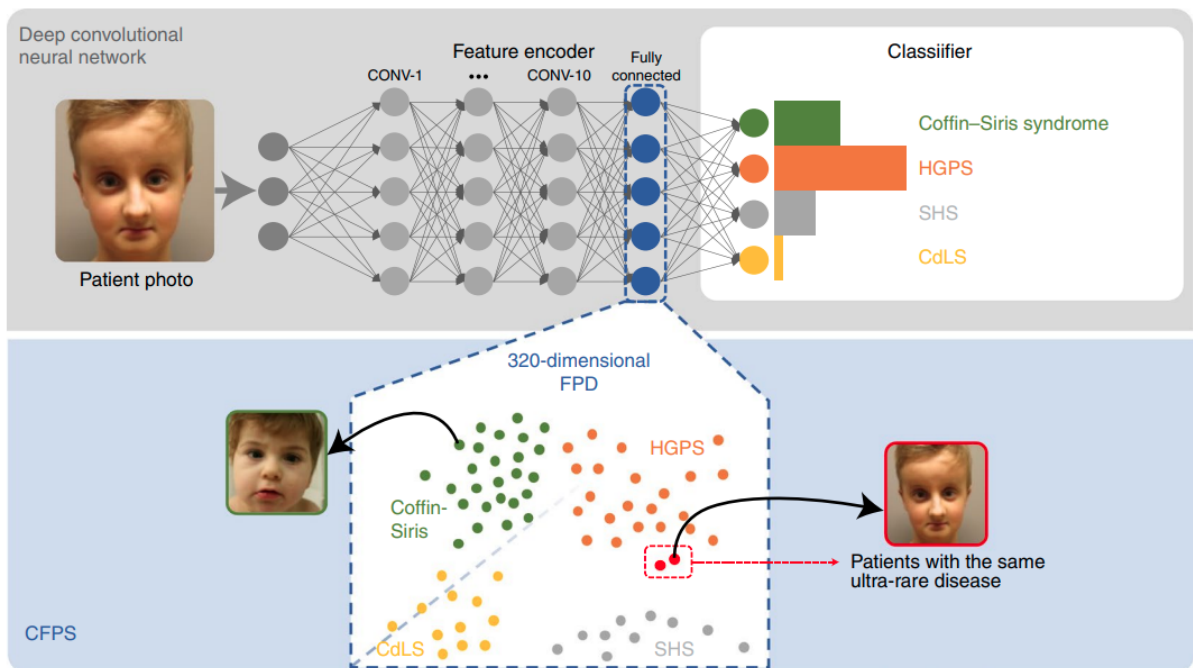 Deep convolutional
neural network
Feature encoder
CONV-1
•••
CONV-10
Fully
connected
Classiifier
Patient photo
Coffin–Siris syndrome
HGPS
SHS
CdLS
320-dimensional
FPD
HGPS
Coffin-
Siris
Patients with the same
ultra-rare disease
CFPS
CdLS
SHS